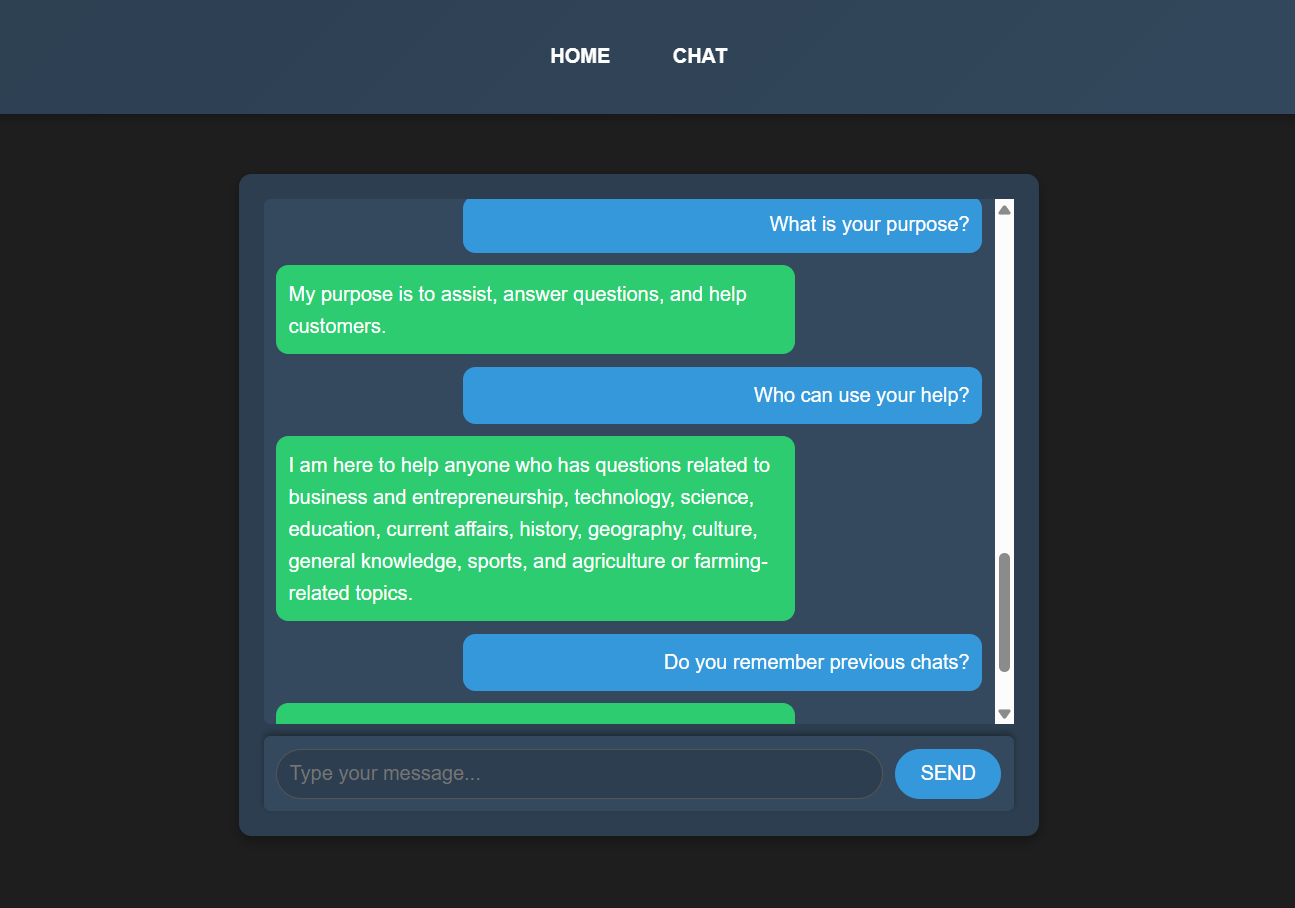 HOME CHAT
What is your purpose?
My purpose is to assist, answer questions, and help
customers.
Who can use your help?
I am here to help anyone who has questions related to
business and entrepreneurship, technology, science,
education, current affairs, history, geography, culture,
general knowledge, sports, and agriculture or farming-
related topics.
Do you remember previous chats?
Type your message...
SEND